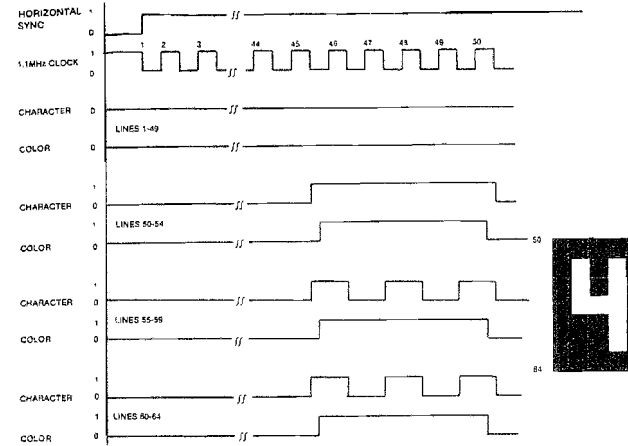 HORIZONTAL SYNC 1 0
1 2 3 44 45 46 47 48 49 50
1.1MHz CLOCK 1 0
CHARACTER 0
LINES 1-49
COLOR 0
CHARACTER 1 0
LINES 50-54
COLOR 1 0
50
CHARACTER 1 0
LINES 55-59
COLOR 1 0
84
CHARACTER 1 0
LINES 60-64
COLOR 1 0